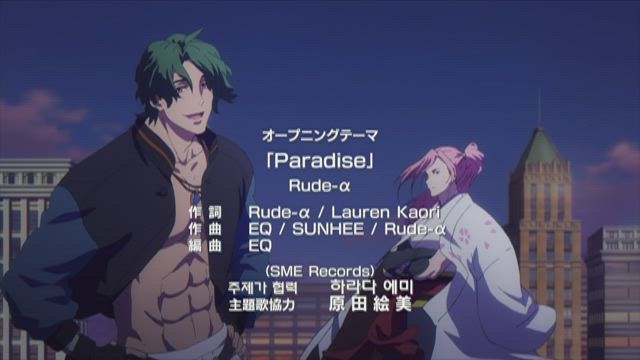 オープニングテーマ
「Paradise」
Rude-α
作 詞 Rude-α / Lauren Kaori
作 曲 EQ / SUNHEE / Rude-α
編 曲 EQ
(SME Records)
주제가 협력 하라다 에미
主題歌協力 原 田 絵 美